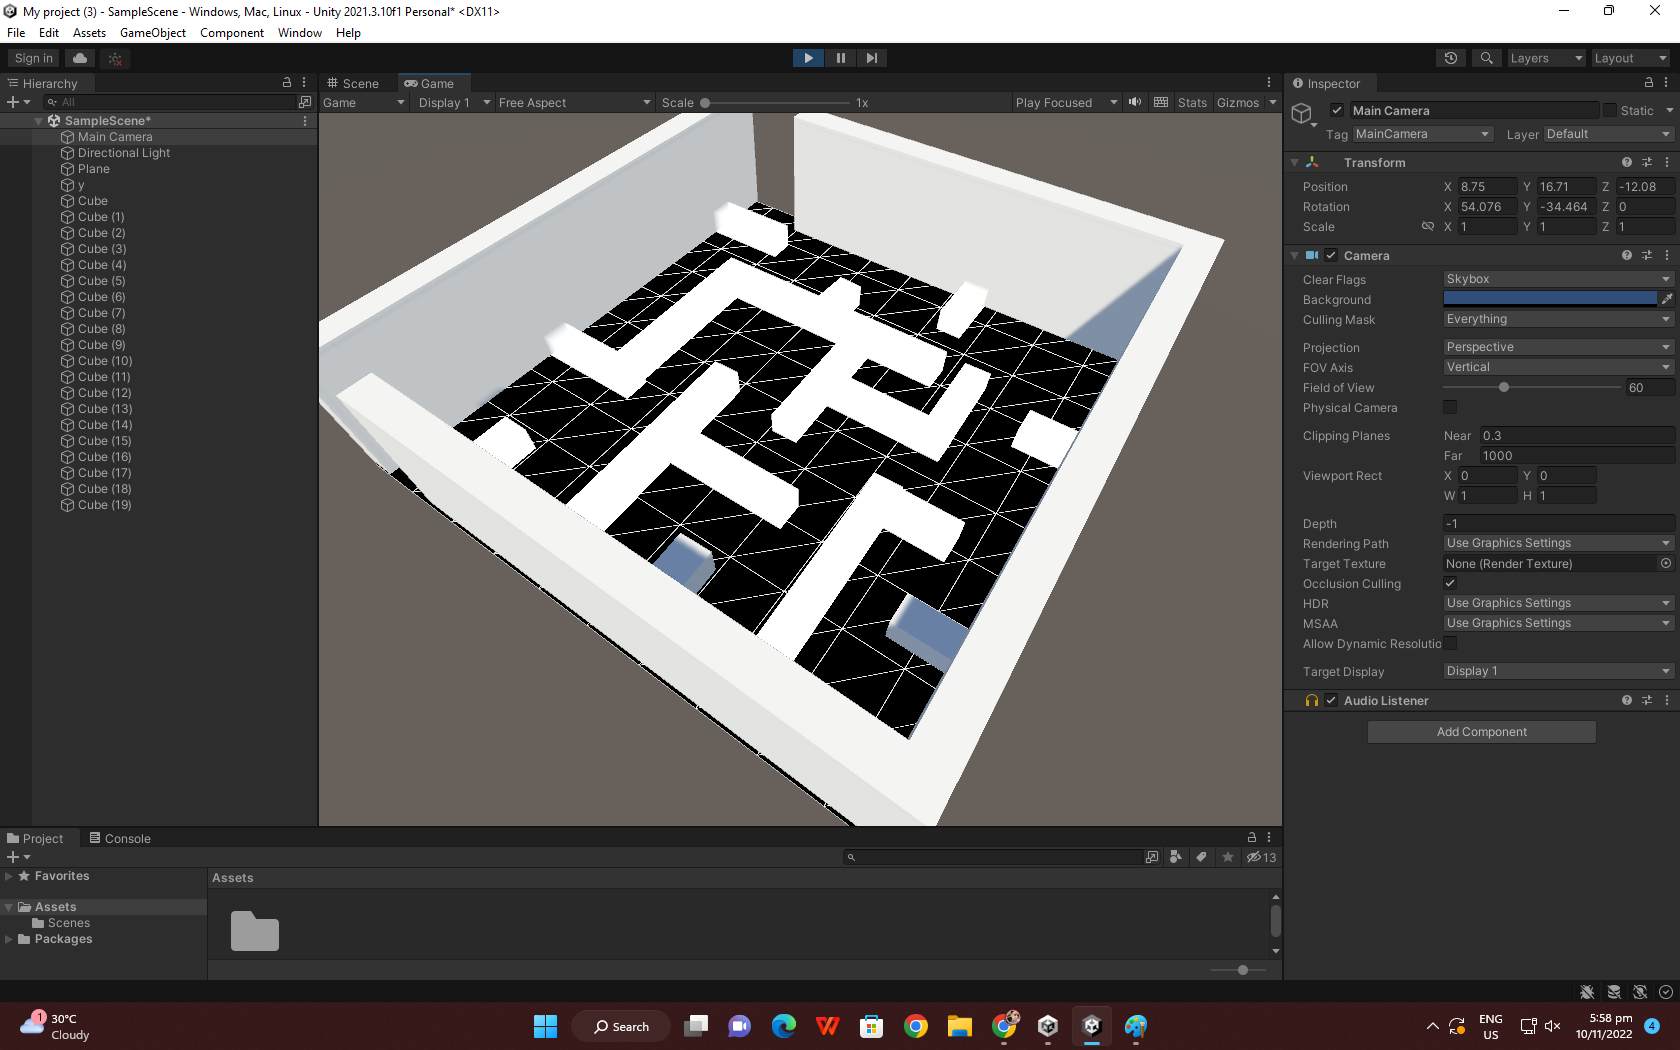 My project (3) - SampleScene - Windows, Mac, Linux - Unity 2021.3.10f1 Personal* <DX11>
File Edit Assets GameObject Component Window Help
Sign in
Layers
Layout
Hierarchy
All
SampleScene*
Main Camera
Directional Light
Plane
y
Cube
Cube (1)
Cube (2)
Cube (3)
Cube (4)
Cube (5)
Cube (6)
Cube (7)
Cube (8)
Cube (9)
Cube (10)
Cube (11)
Cube (12)
Cube (13)
Cube (14)
Cube (15)
Cube (16)
Cube (17)
Cube (18)
Cube (19)
Scene Game
Game Display 1 Free Aspect Scale 1x Play Focused Stats Gizmos
Inspector
Main Camera Static
Tag MainCamera Layer Default
Transform
Position X 8.75 Y 16.71 Z -12.08
Rotation X 54.076 Y -34.464 Z 0
Scale X 1 Y 1 Z 1
Camera
Clear Flags Skybox
Background
Culling Mask Everything
Projection Perspective
FOV Axis Vertical
Field of View 60
Physical Camera
Clipping Planes Near 0.3
Far 1000
Viewport Rect X 0 Y 0
W 1 H 1
Depth -1
Rendering Path Use Graphics Settings
Target Texture None (Render Texture)
Occlusion Culling
HDR Use Graphics Settings
MSAA Use Graphics Settings
Allow Dynamic Resolutio
Target Display Display 1
Audio Listener
Add Component
Project Console
13
Favorites
Assets
Scenes
Packages
Assets
1
30°C
Cloudy
Search
ENG
US
5:58 pm
10/11/2022
4